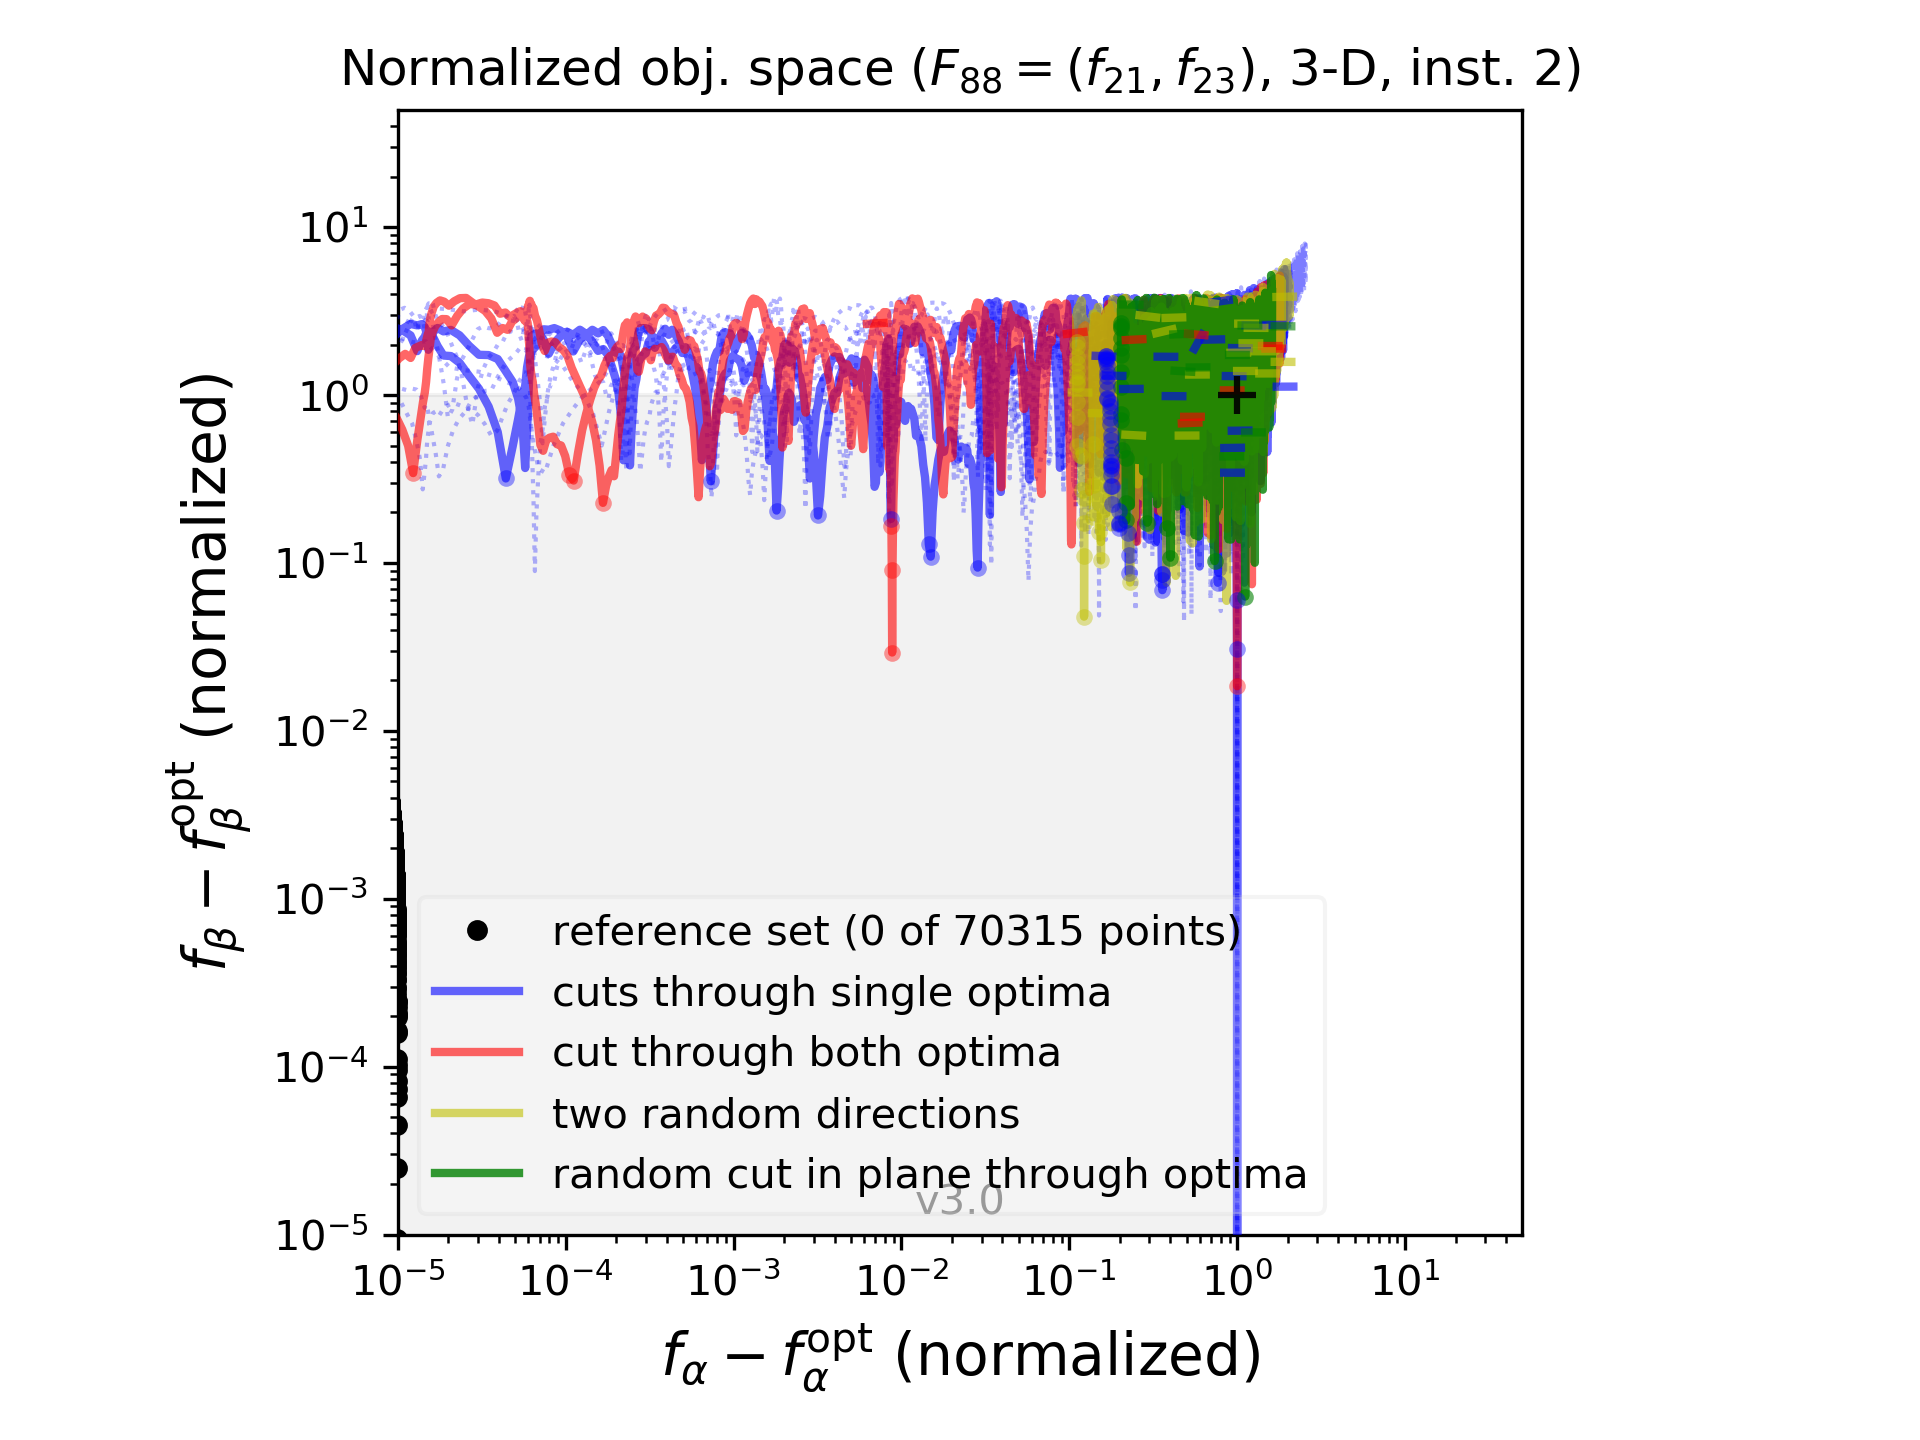 Normalized obj. space (F₈₈ = (f₂₁, f₂₃), 3-D, inst. 2)
f_β − f_β^opt (normalized)
10¹
10⁰
10⁻¹
10⁻²
10⁻³
10⁻⁴
10⁻⁵
reference set (0 of 70315 points)
cuts through single optima
cut through both optima
two random directions
random cut in plane through optima
v3.0
10⁻⁵ 10⁻⁴ 10⁻³ 10⁻² 10⁻¹ 10⁰ 10¹
f_α − f_α^opt (normalized)